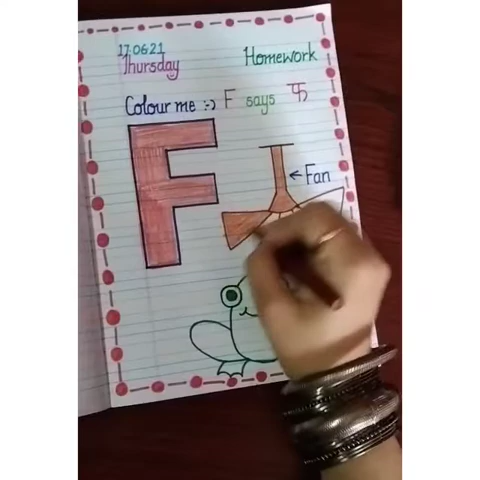 17.06.21
Thursday
Homework
Colour me :-) F says फ
F
← Fan